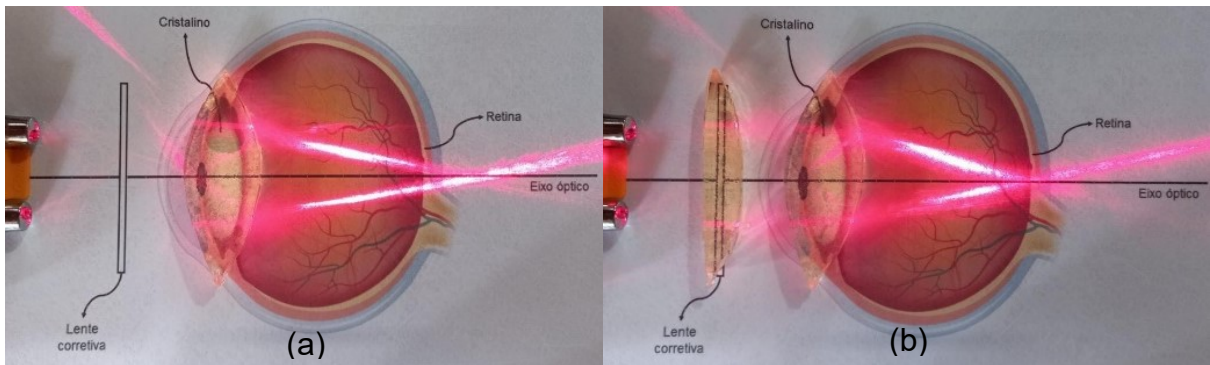 Cristalino
Retina
Eixo óptico
Lente
corretiva
(a)
Cristalino
Retina
Eixo óptico
Lente
corretiva
(b)